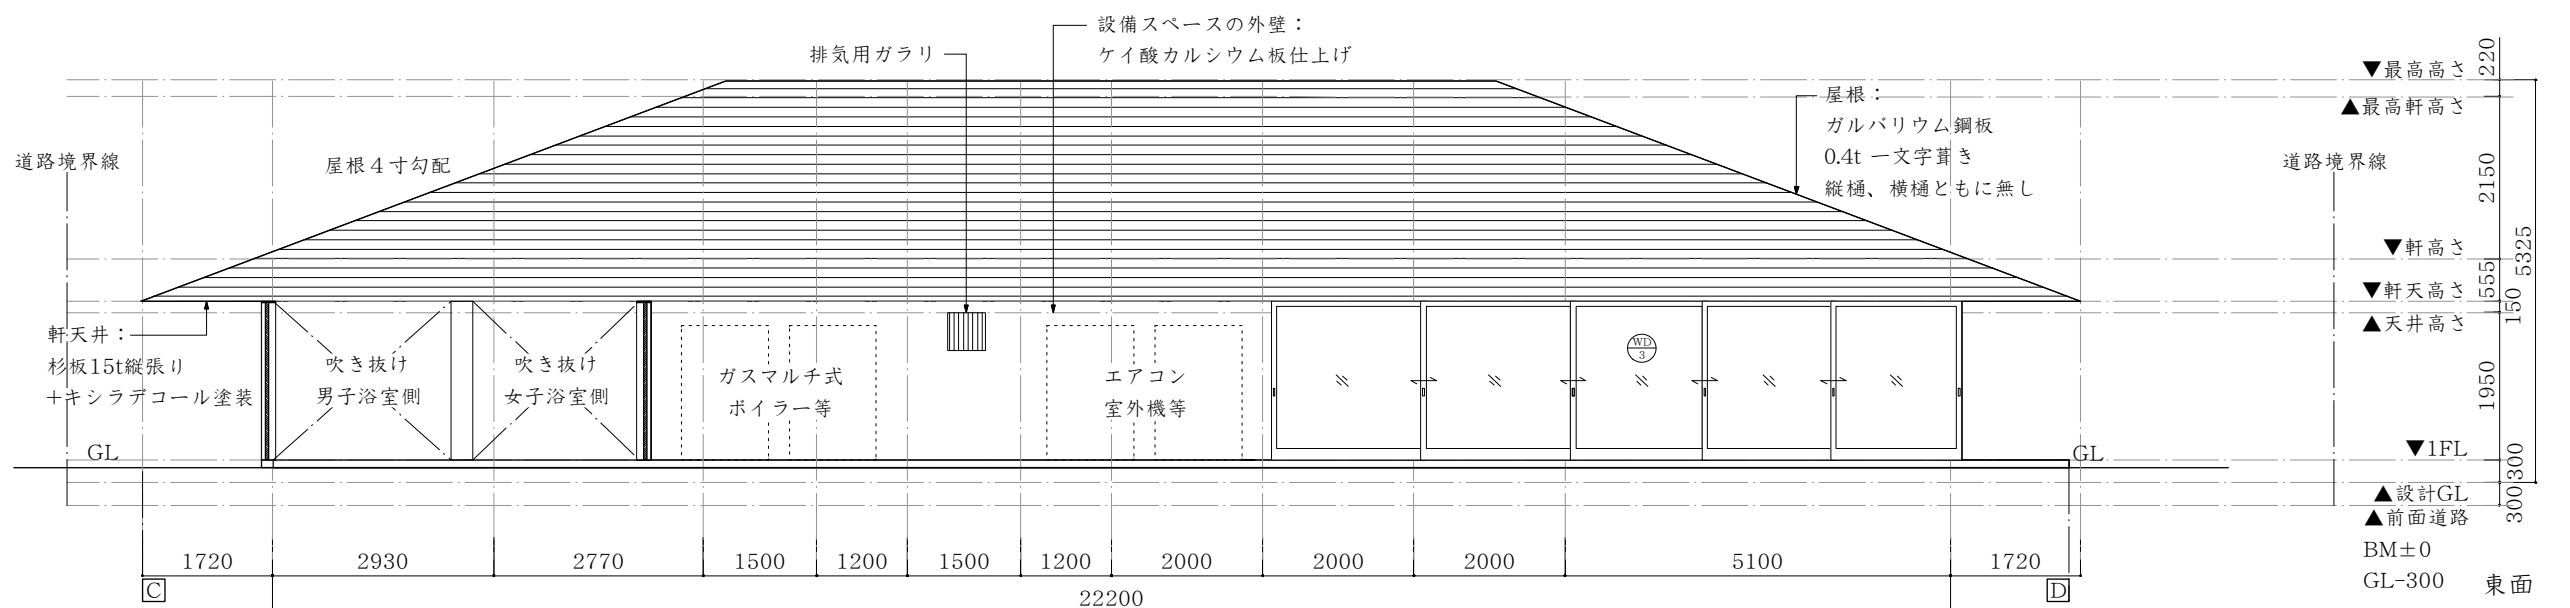 設備スペースの外壁：
ケイ酸カルシウム板仕上げ
排気用ガラリ
屋根：
ガルバリウム鋼板
0.4t 一文字葺き
縦樋、横樋ともに無し
屋根４寸勾配
道路境界線
道路境界線
▼最高高さ
▲最高軒高さ
▼軒高さ
▼軒天高さ
▲天井高さ
▼1FL
▲設計GL
▲前面道路
BM±0
GL-300
東面
220
2150
555
150
1950
300
300
5325
軒天井：
杉板15t縦張り
+キシラデコール塗装
吹き抜け
男子浴室側
吹き抜け
女子浴室側
ガスマルチ式
ボイラー等
エアコン
室外機等
WD
3
GL
GL
1720
2930
2770
1500
1200
1500
1200
2000
2000
2000
5100
1720
C
22200
D